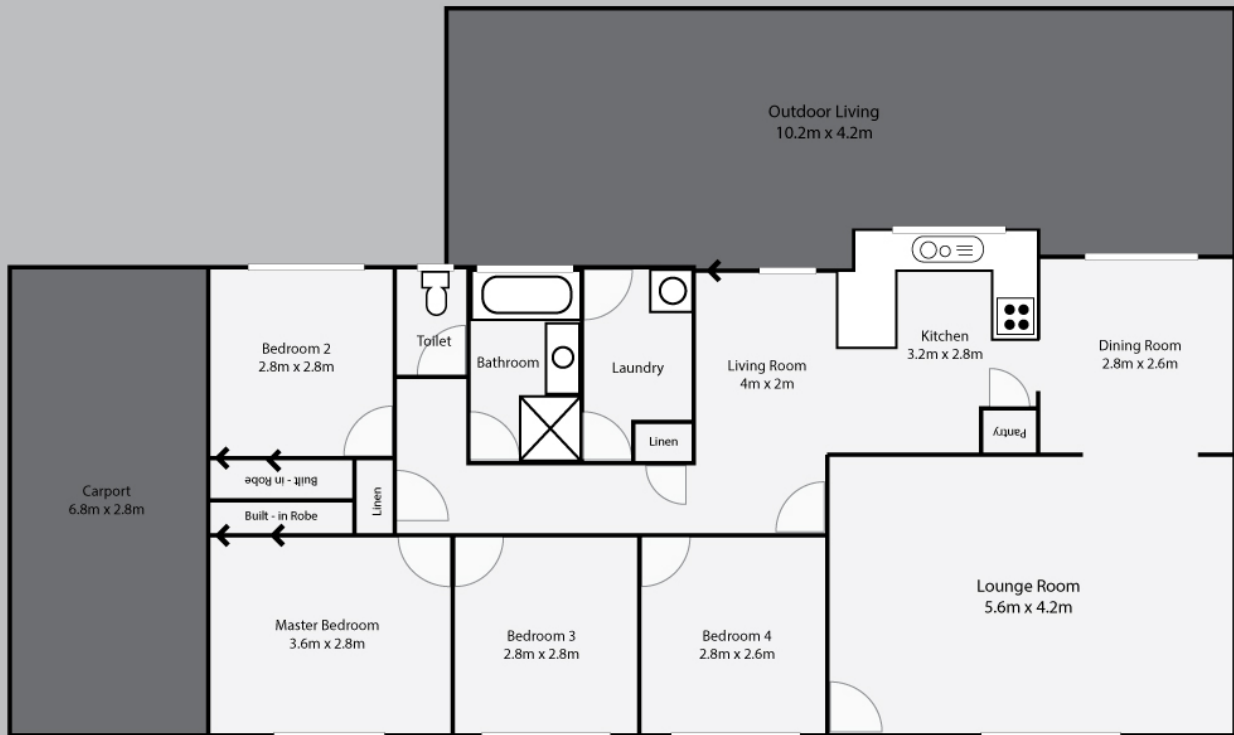 Outdoor Living
10.2m x 4.2m
Bedroom 2
2.8m x 2.8m
Toilet
Bathroom
Laundry
Living Room
4m x 2m
Kitchen
3.2m x 2.8m
Dining Room
2.8m x 2.6m
Pantry
Linen
Carport
6.8m x 2.8m
Built - in Robe
Built - in Robe
Linen
Master Bedroom
3.6m x 2.8m
Bedroom 3
2.8m x 2.8m
Bedroom 4
2.8m x 2.6m
Lounge Room
5.6m x 4.2m